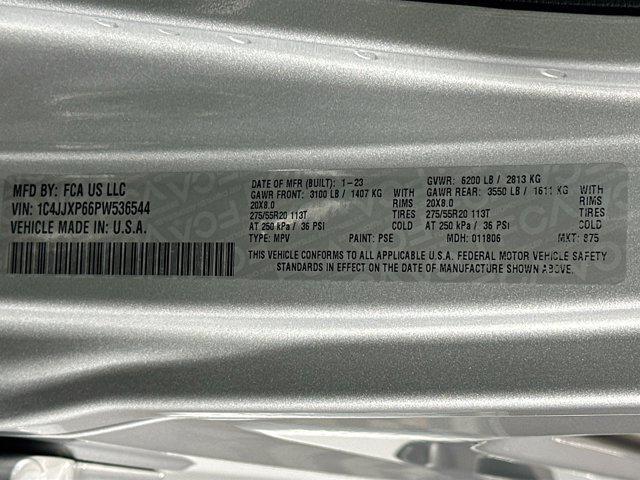 MFD BY: FCA US LLC
VIN: 1C4JJXP66PW536544
VEHICLE MADE IN: U.S.A.
DATE OF MFR (BUILT): 1-23
GAWR FRONT: 3100 LB / 1407 KG WITH
20X8.0 RIMS
275/55R20 113T TIRES
AT 250 kPa / 36 PSI COLD
TYPE: MPV PAINT: PSE
GVWR: 6200 LB / 2813 KG
GAWR REAR: 3550 LB / 1611 KG WITH
20X8.0 RIMS
275/55R20 113T TIRES
AT 250 kPa / 36 PSI COLD
MDH: 011806 MKT: 875
THIS VEHICLE CONFORMS TO ALL APPLICABLE U.S.A. FEDERAL MOTOR VEHICLE SAFETY
STANDARDS IN EFFECT ON THE DATE OF MANUFACTURE SHOWN ABOVE.